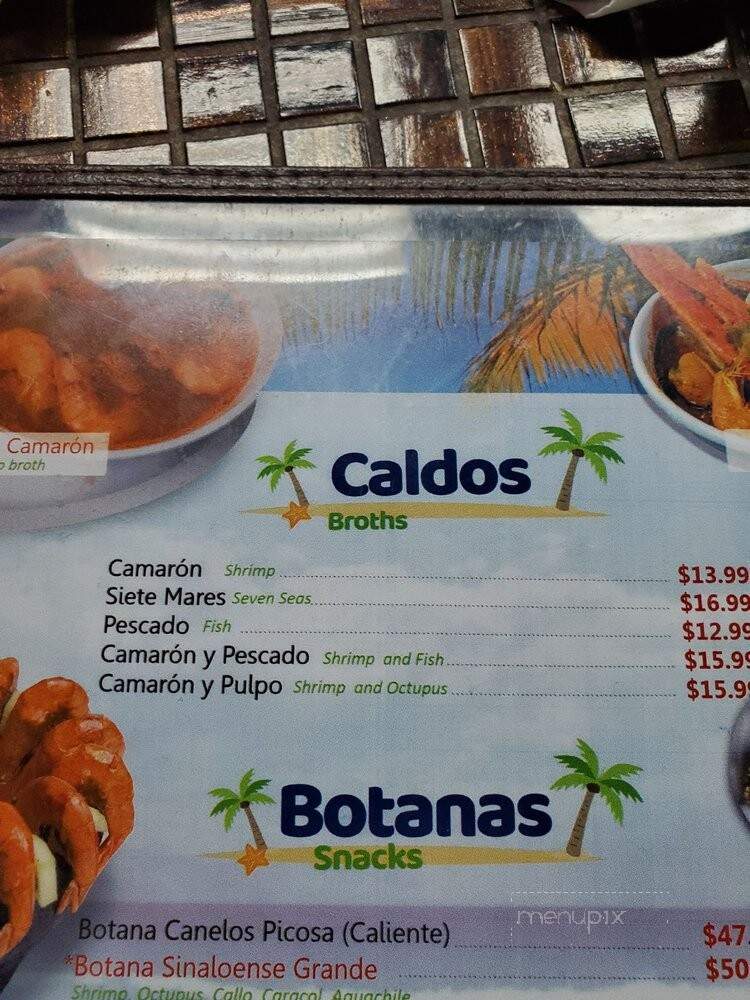 Camarón
broth
Caldos
Broths
Camarón Shrimp $13.99
Siete Mares Seven Seas $16.99
Pescado Fish $12.99
Camarón y Pescado Shrimp and Fish $15.99
Camarón y Pulpo Shrimp and Octupus $15.99
Botanas
Snacks
menupix
Botana Canelos Picosa (Caliente) $47.
*Botana Sinaloense Grande $50
Shrimp, Octupus, Callo, Caracol, Aguachile